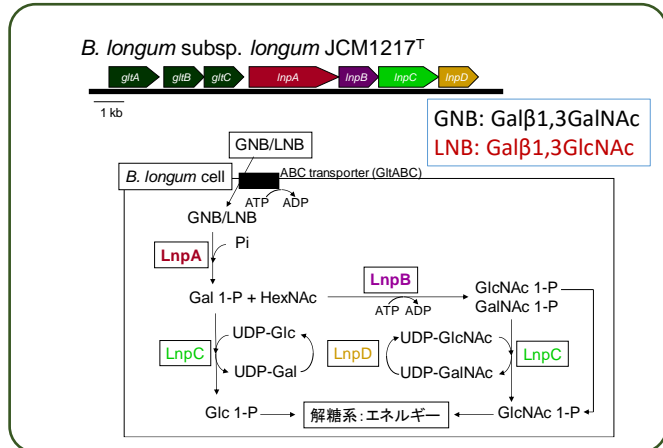 B. longum subsp. longum JCM1217ᵀ
gltA gltB gltC lnpA lnpB lnpC lnpD
1 kb
GNB: Galβ1,3GalNAc
LNB: Galβ1,3GlcNAc
GNB/LNB
B. longum cell
ABC transporter (GltABC)
ATP ADP
GNB/LNB
Pi
LnpA
LnpB
Gal 1-P + HexNAc
ATP ADP
GlcNAc 1-P
GalNAc 1-P
LnpC
UDP-Glc
UDP-Gal
LnpD
UDP-GlcNAc
UDP-GalNAc
LnpC
Glc 1-P
解糖系:エネルギー
GlcNAc 1-P